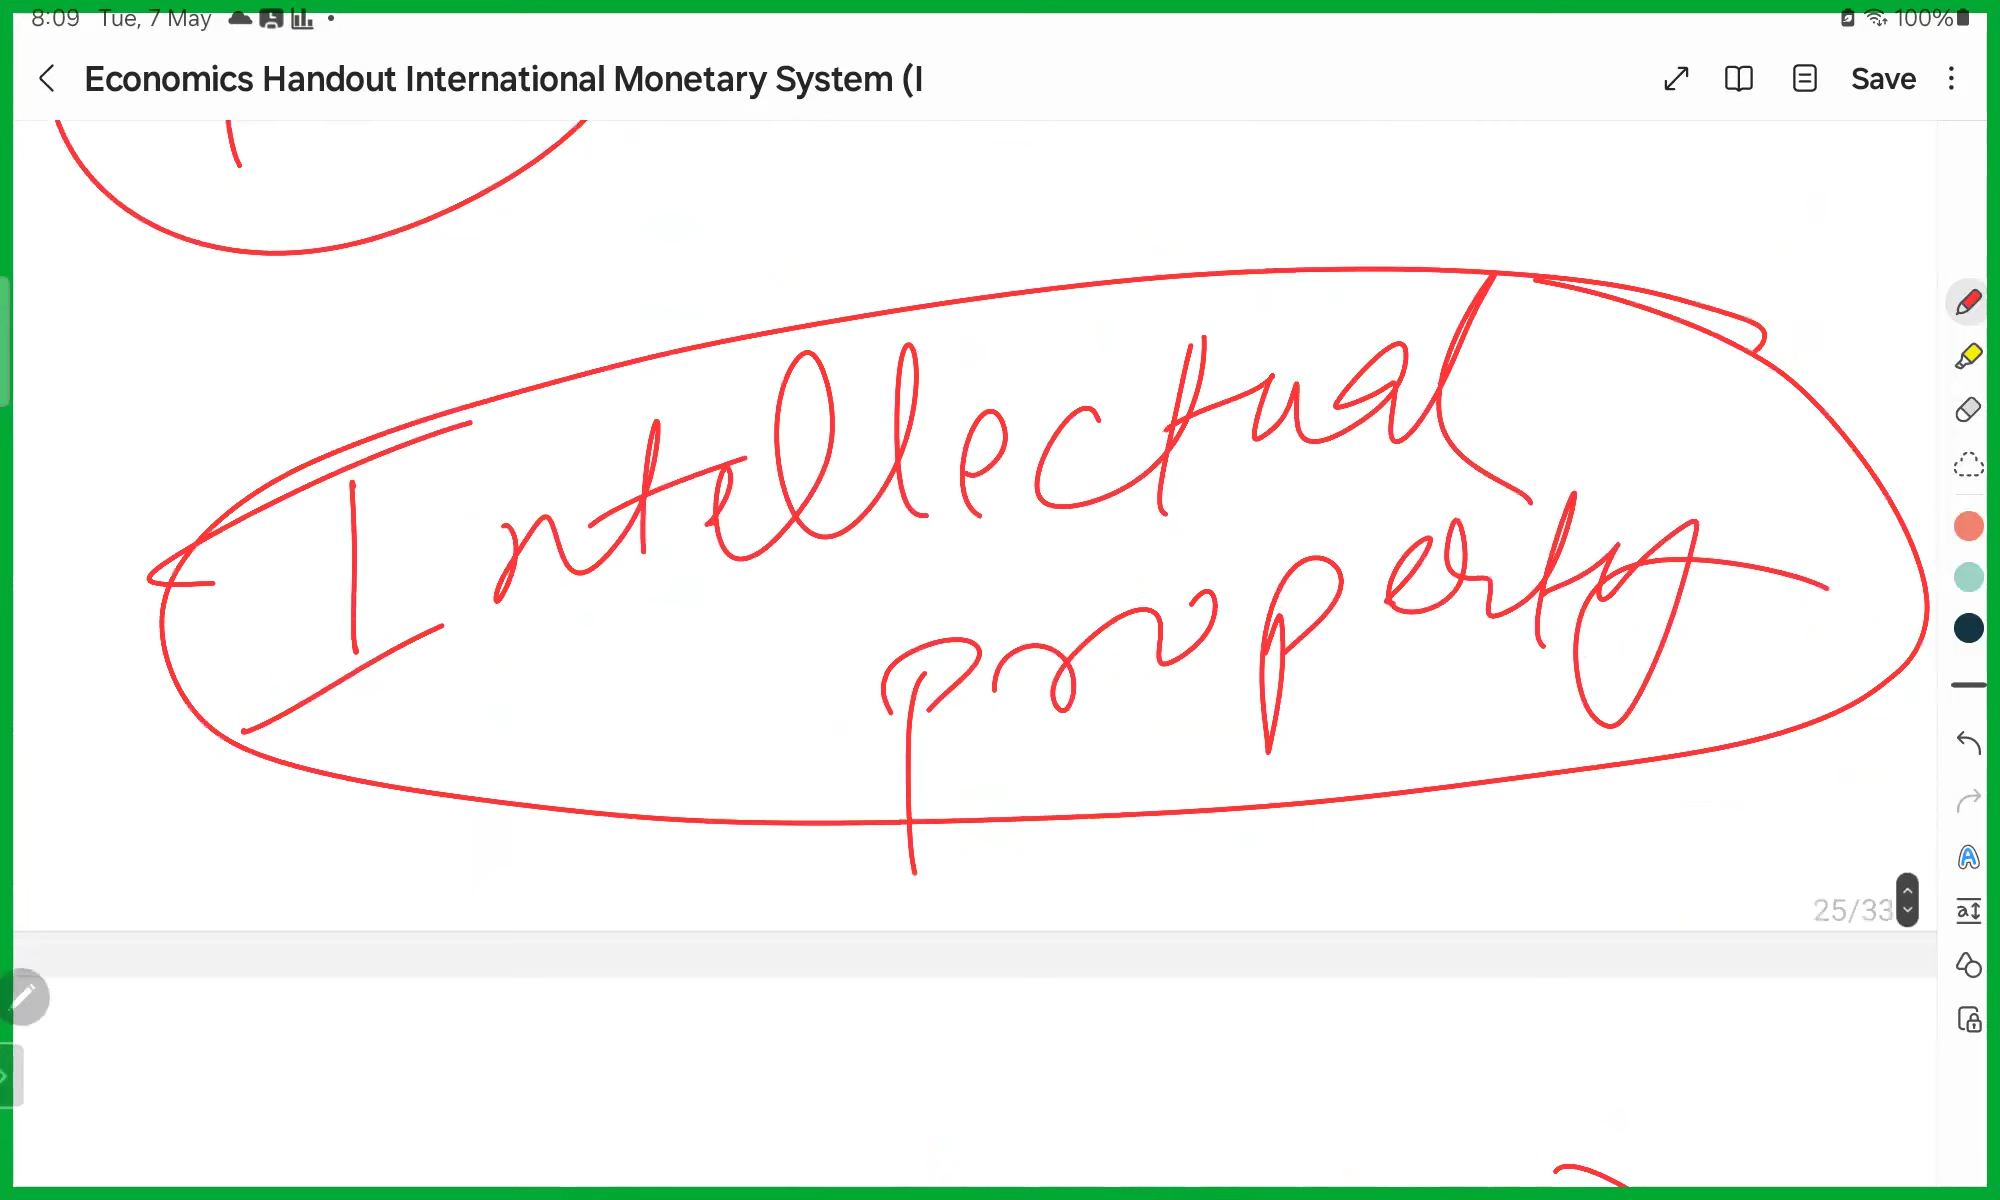 8:09 Tue, 7 May
100%
Economics Handout International Monetary System (I
Save
Intellectual
property
25/33